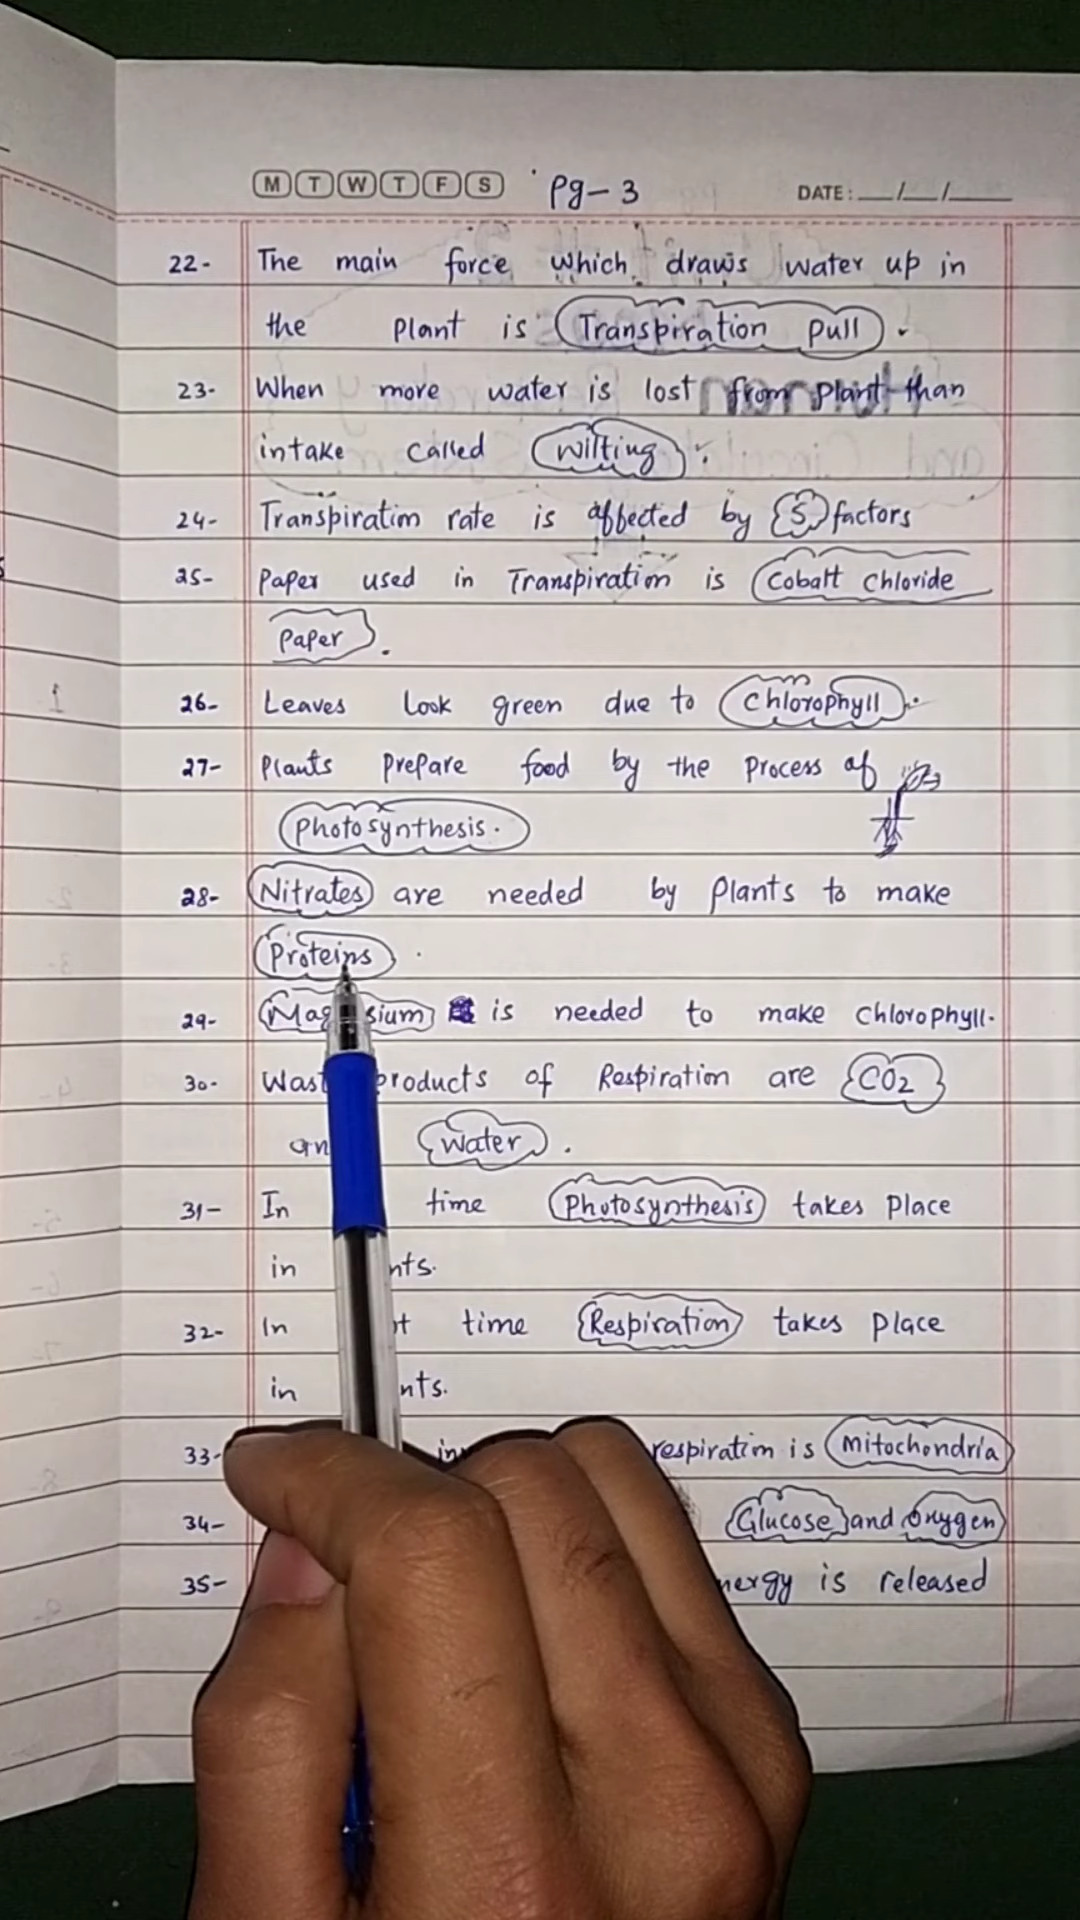 M T W T F S Pg-3 DATE: __/__/____
22- The main force which draws water up in
the plant is Transpiration pull.
23- When more water is lost from plant than
intake called wilting.
24- Transpiration rate is affected by 5 factors
25- Paper used in Transpiration is Cobalt chloride
paper.
26- Leaves look green due to chlorophyll.
27- Plants prepare food by the process of
Photosynthesis.
28- Nitrates are needed by plants to make
Proteins.
29- is needed to make chlorophyll.
30- products of Respiration are CO2
water.
31- In time Photosynthesis takes place
in
32- In time Respiration takes place
in
33- respiration is mitochondria
34- Glucose and oxygen
35- is released